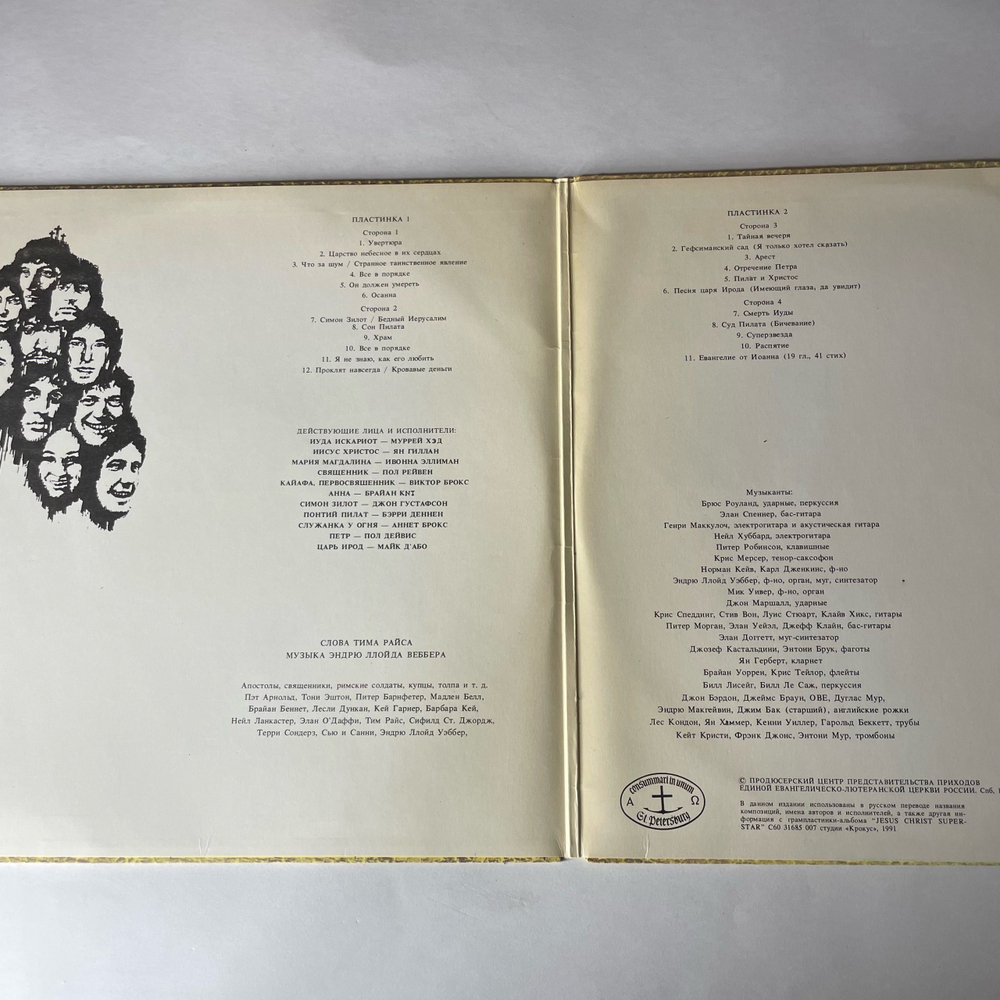 ПЛАСТИНКА 1
Сторона 1
1. Увертюра
2. Царство небесное в их сердцах
3. Что за шум / Странное таинственное явление
4. Все в порядке
5. Он должен умереть
6. Осанна
Сторона 2
7. Симон Зилот / Бедный Иерусалим
8. Сон Пилата
9. Храм
10. Все в порядке
11. Я не знаю, как его любить
12. Проклят навсегда / Кровавые деньги
ДЕЙСТВУЮЩИЕ ЛИЦА И ИСПОЛНИТЕЛИ:
ИУДА ИСКАРИОТ — МУРРЕЙ ХЭД
ИИСУС ХРИСТОС — ЯН ГИЛЛАН
МАРИЯ МАГДАЛИНА — ИВОННА ЭЛЛИМАН
СВЯЩЕННИК — ПОЛ РЕЙВЕН
КАЙАФА, ПЕРВОСВЯЩЕННИК — ВИКТОР БРОКС
АННА — БРАЙАН
СИМОН ЗИЛОТ — ДЖОН ГУСТАФСОН
ПОНТИЙ ПИЛАТ — БЭРРИ ДЕННЕН
СЛУЖАНКА У ОГНЯ — АННЕТ БРОКС
ПЕТР — ПОЛ ДЕЙВИС
ЦАРЬ ИРОД — МАЙК Д'АБО
СЛОВА ТИМА РАЙСА
МУЗЫКА ЭНДРЮ ЛЛОЙДА ВЕББЕРА
Апостолы, священники, римские солдаты, купцы, толпа и т. д.
Пэт Арнольд, Тони Эштон, Питер Барнфетер, Мадлен Белл,
Брайан Беннет, Лесли Дункан, Кей Гарнер, Барбара Кей,
Нейл Ланкастер, Элан О'Даффи, Тим Райс, Сифилд Ст. Джордж,
Терри Сондерз, Сью и Санни, Эндрю Ллойд Уэббер,
ПЛАСТИНКА 2
Сторона 3
1. Тайная вечеря
2. Гефсиманский сад (Я только хотел сказать)
3. Арест
4. Отречение Петра
5. Пилат и Христос
6. Песня царя Ирода (Имеющий глаза, да увидит)
Сторона 4
7. Смерть Иуды
8. Суд Пилата (Бичевание)
9. Суперзвезда
10. Распятие
11. Евангелие от Иоанна (19 гл., 41 стих)
Музыканты:
Брюс Роуланд, ударные, перкуссия
Элан Спеннер, бас-гитара
Генри Маккулоч, электрогитара и акустическая гитара
Нейл Хуббард, электрогитара
Питер Робинсон, клавишные
Крис Мерсер, тенор-саксофон
Норман Кейв, Карл Дженкинс, ф-но
Эндрю Ллойд Уэббер, ф-но, орган, муг, синтезатор
Мик Уивер, ф-но, орган
Джон Маршалл, ударные
Крис Спеддинг, Стив Вон, Луис Стюарт, Клайв Хикс, гитары
Питер Морган, Элан Уейэл, Джефф Клайн, бас-гитары
Элан Доггетт, муг-синтезатор
Джозеф Кастальдини, Энтони Брук, фаготы
Ян Герберт, кларнет
Брайан Уоррен, Крис Тейлор, флейты
Билл Лисейг, Билл Ле Саж, перкуссия
Джон Бэрдон, Джеймс Браун, ОВЕ, Дуглас Мур,
Эндрю Макгейвин, Джим Бак (старший), английские рожки
Лес Кондон, Ян Хаммер, Кенни Уиллер, Гарольд Беккетт, трубы
Кейт Кристи, Фрэнк Джонс, Энтони Мур, тромбоны
consummari in unum
Α Ω
St. Petersburg
© ПРОДЮСЕРСКИЙ ЦЕНТР ПРЕДСТАВИТЕЛЬСТВА ПРИХОДОВ
ЕДИНОЙ ЕВАНГЕЛИЧЕСКО-ЛЮТЕРАНСКОЙ ЦЕРКВИ РОССИИ. Спб,
В данном издании использованы в русском переводе названия
композиций, имена авторов и исполнителей, а также другая ин-
формация с грампластинки-альбома "JESUS CHRIST SUPER-
STAR" С60 31685 007 студии «Крокус», 1991